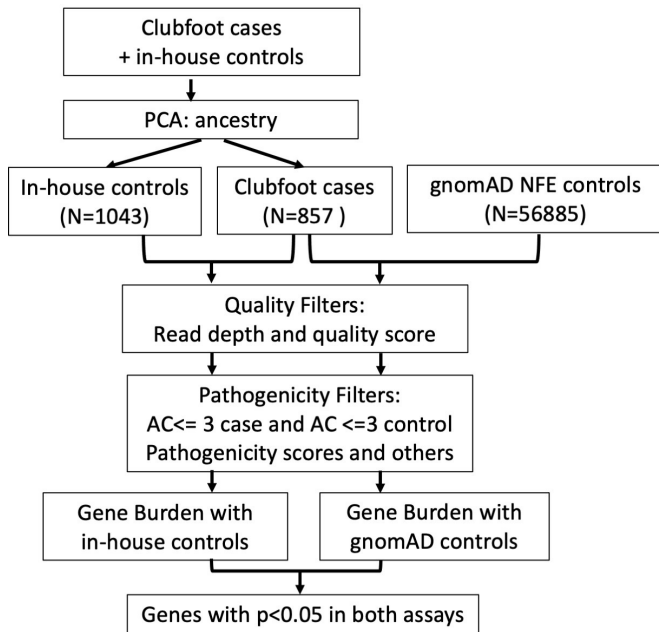 Clubfoot cases
+ in-house controls
PCA: ancestry
In-house controls
(N=1043)
Clubfoot cases
(N=857 )
gnomAD NFE controls
(N=56885)
Quality Filters:
Read depth and quality score
Pathogenicity Filters:
AC<= 3 case and AC <=3 control
Pathogenicity scores and others
Gene Burden with
in-house controls
Gene Burden with
gnomAD controls
Genes with p<0.05 in both assays